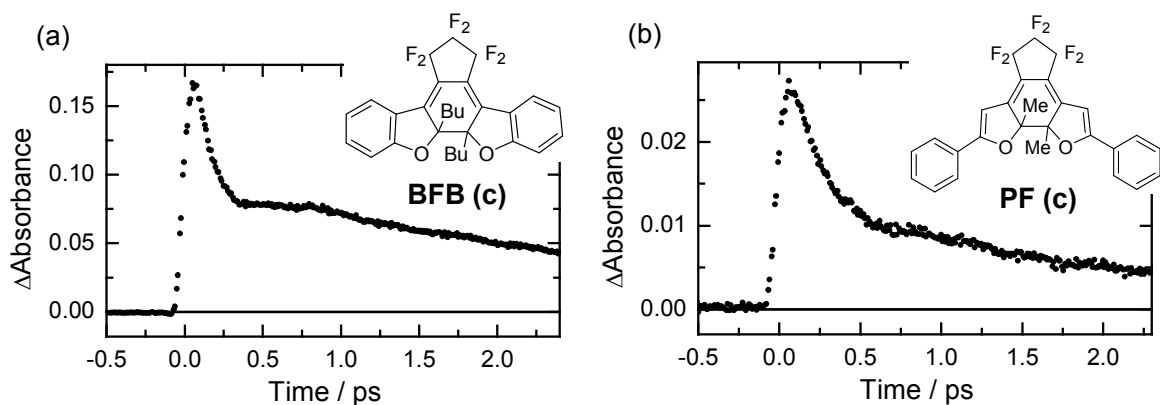 (a)
F2
F2
F2
0.15
0.10
0.05
0.00
ΔAbsorbance
Bu
O
Bu
O
BFB (c)
-0.5
0.0
0.5
1.0
1.5
2.0
Time / ps
(b)
F2
F2
F2
0.02
0.01
0.00
ΔAbsorbance
Me
O
Me
O
PF (c)
-0.5
0.0
0.5
1.0
1.5
2.0
Time / ps